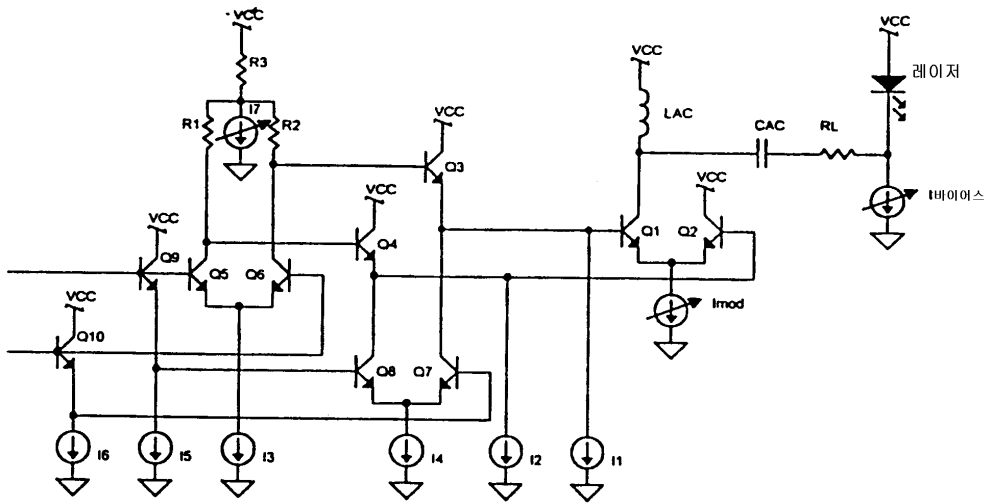 VCC
R3
I7
R1
R2
VCC
Q3
VCC
Q4
VCC
Q9
Q5
Q6
VCC
Q10
Q8
Q7
I6
I5
I3
I4
I2
I1
VCC
LAC
CAC
RL
VCC
레이저
I바이어스
VCC
Q1
Q2
Imod